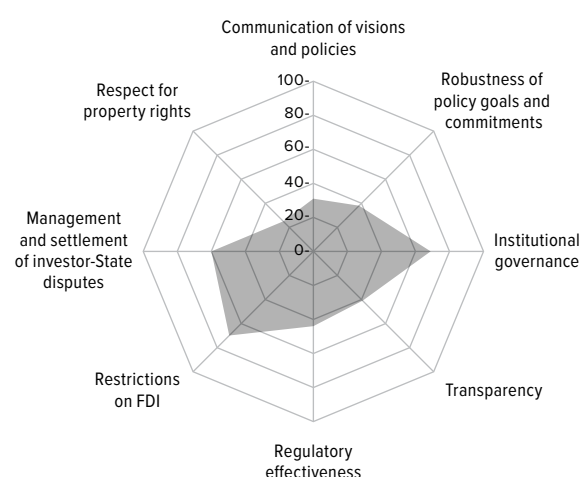 Communication of visions
and policies
Robustness of
policy goals and
commitments
Institutional
governance
Transparency
Regulatory
effectiveness
Restrictions
on FDI
Management
and settlement
of investor-State
disputes
Respect for
property rights
100
80
60
40
20
0